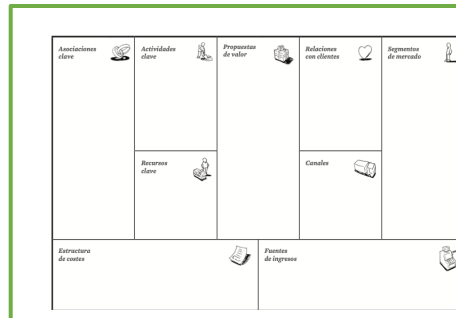 Asociaciones
clave
Actividades
clave
Propuestas
de valor
Relaciones
con clientes
Segmentos
de mercado
Recursos
clave
Canales
Estructura
de costes
Fuentes
de ingresos